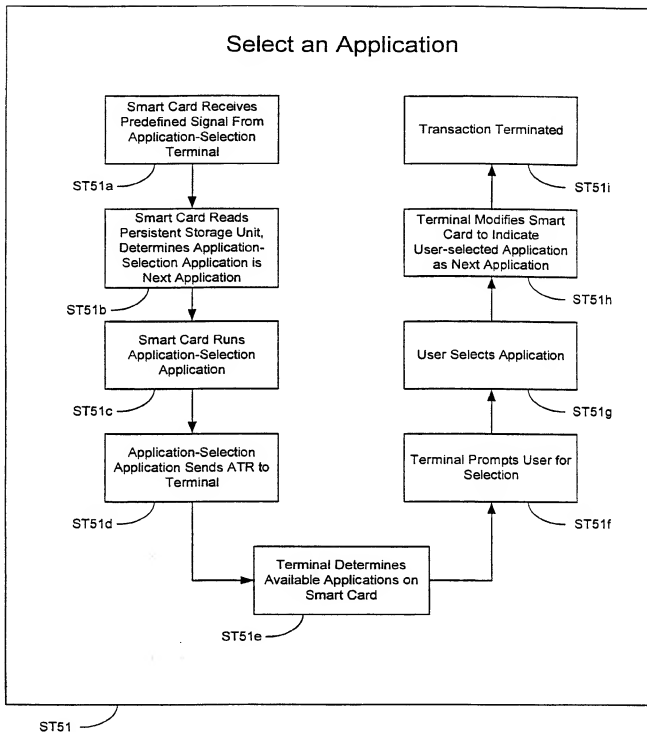 Select an Application
Smart Card Receives
Predefined Signal From
Application-Selection
Terminal
ST51a
Smart Card Reads
Persistent Storage Unit,
Determines Application-
Selection Application is
Next Application
ST51b
Smart Card Runs
Application-Selection
Application
ST51c
Application-Selection
Application Sends ATR to
Terminal
ST51d
Terminal Determines
Available Applications on
Smart Card
ST51e
Terminal Prompts User for
Selection
ST51f
User Selects Application
ST51g
Terminal Modifies Smart
Card to Indicate
User-selected Application
as Next Application
ST51h
Transaction Terminated
ST51i
ST51